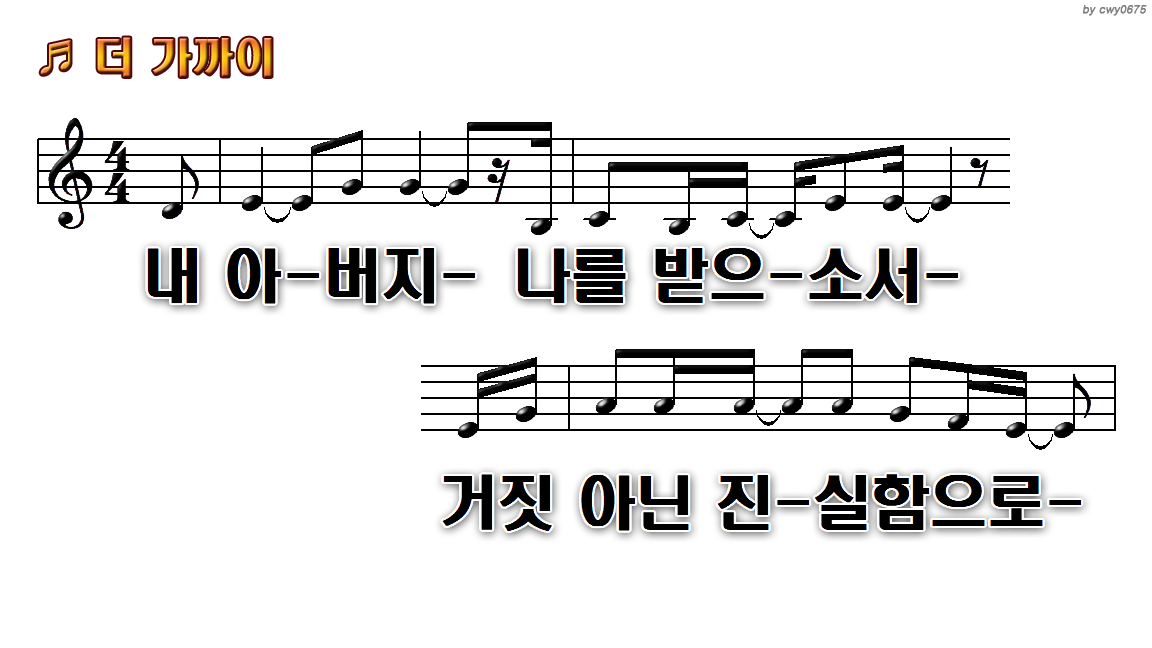 by cwy0675
♬ 더 가까이
내 아-버지- 나를 받으-소서-
거짓 아닌 진-실함으로-